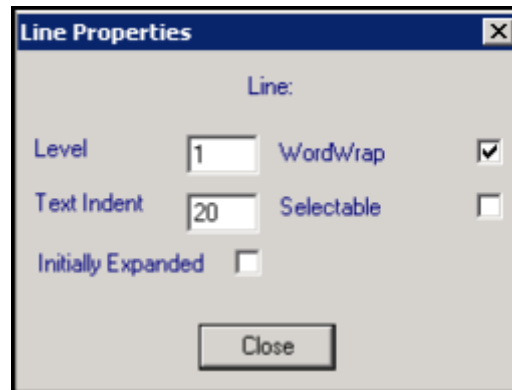 Line Properties
Line:
Level 1 WordWrap
Text Indent 20 Selectable
Initially Expanded
Close